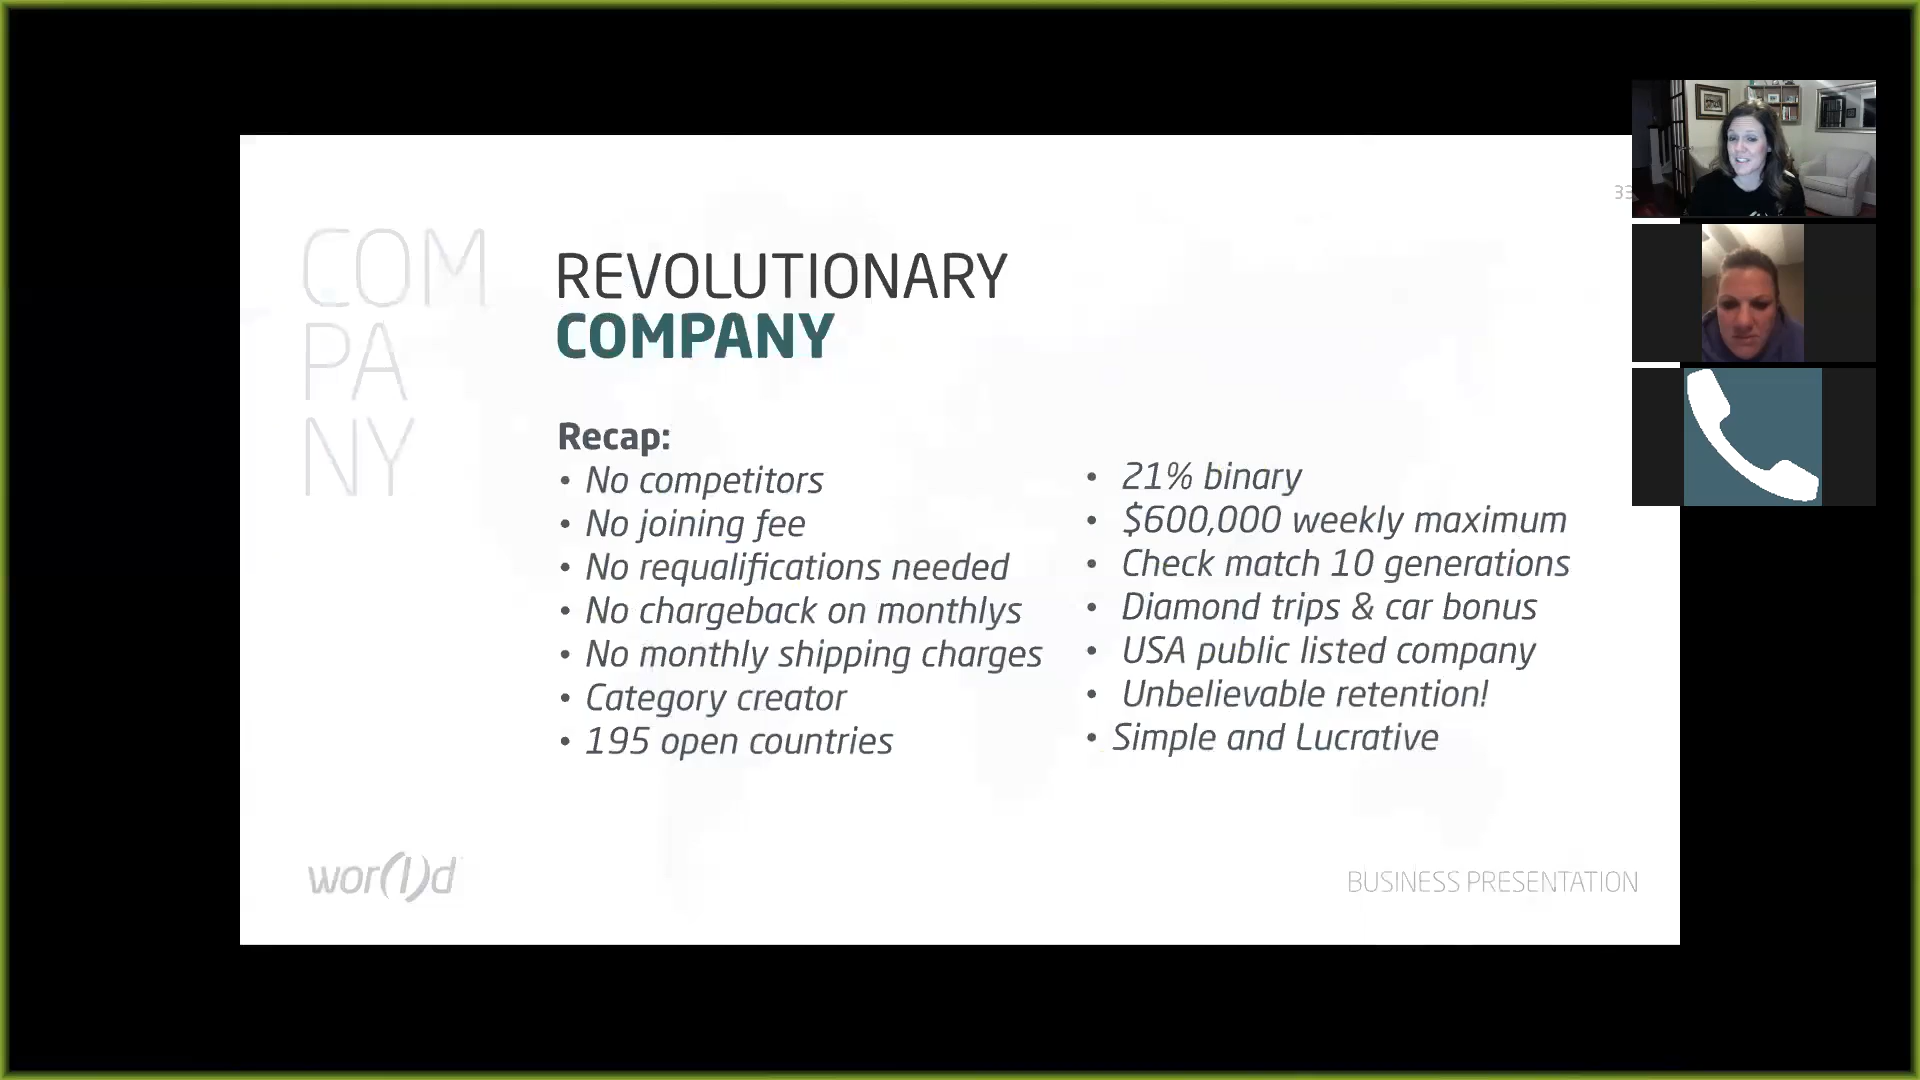 33
COM
PA
NY
REVOLUTIONARY
COMPANY
Recap:
• No competitors
• No joining fee
• No requalifications needed
• No chargeback on monthlys
• No monthly shipping charges
• Category creator
• 195 open countries
• 21% binary
• $600,000 weekly maximum
• Check match 10 generations
• Diamond trips & car bonus
• USA public listed company
• Unbelievable retention!
• Simple and Lucrative
wor(l)d
BUSINESS PRESENTATION